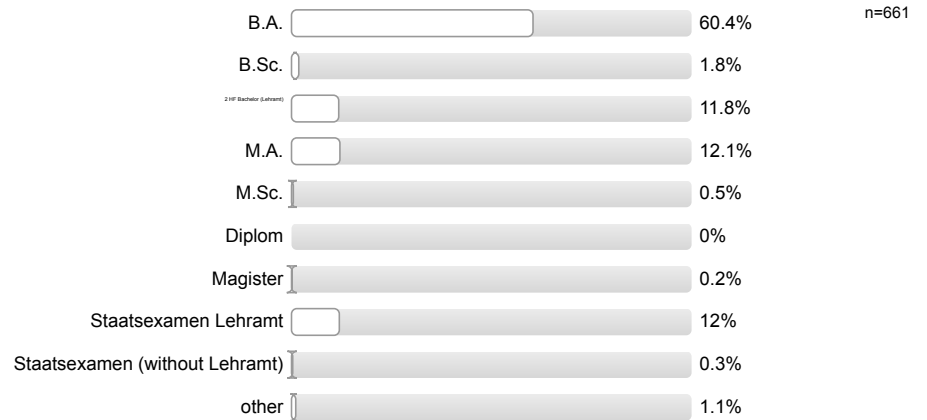 B.A. 60.4% n=661
B.Sc. 1.8%
2 HF Bachelor (Lehramt) 11.8%
M.A. 12.1%
M.Sc. 0.5%
Diplom 0%
Magister 0.2%
Staatsexamen Lehramt 12%
Staatsexamen (without Lehramt) 0.3%
other 1.1%